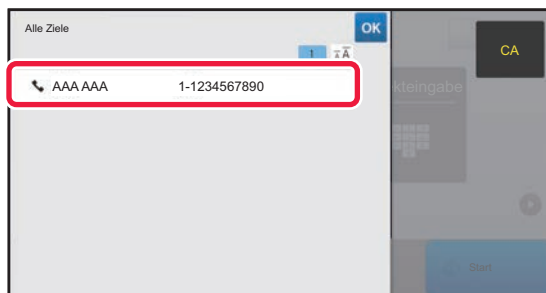 Alle Ziele
OK
1
CA
AAA AAA 1-1234567890
kteingabe
Start